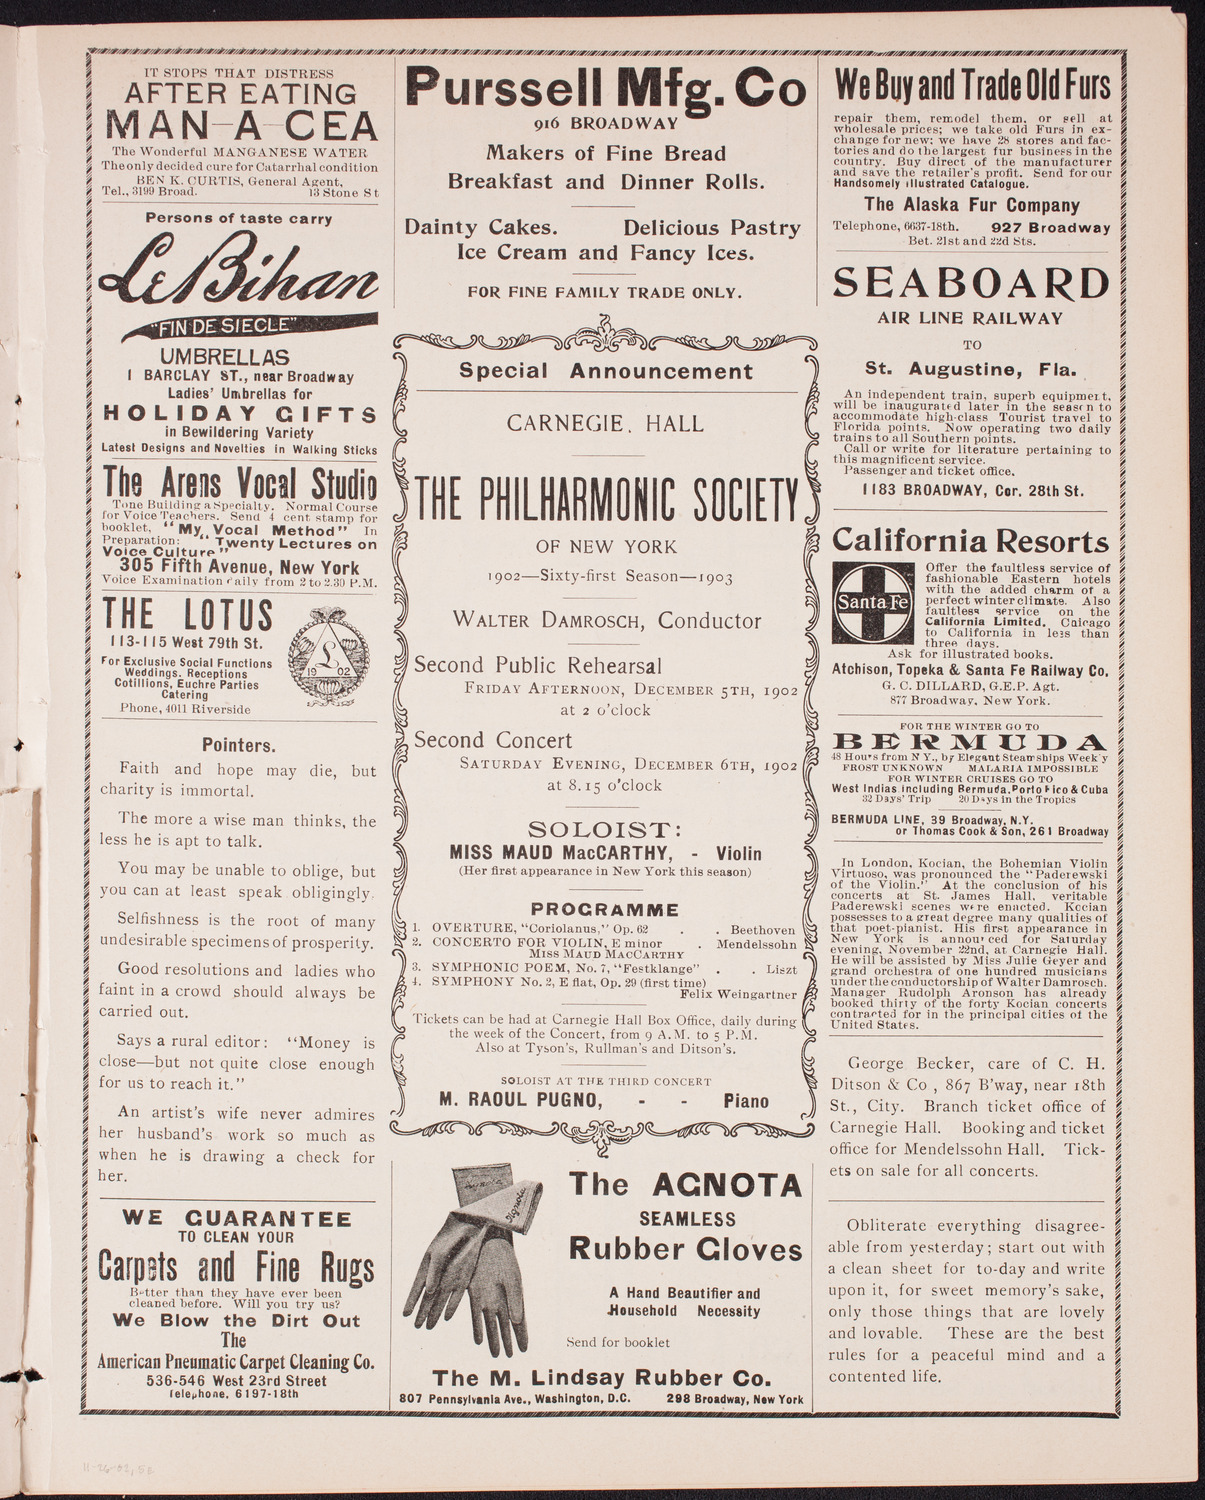 IT STOPS THAT DISTRESS
AFTER EATING
MAN-A-CEA
The Wonderful MANGANESE WATER
The only decided cure for Catarrhal condition
BEN K. CURTIS, General Agent,
Tel., 3199 Broad. 13 Stone St
Persons of taste carry
Le Bihan
"FIN DE SIECLE"
UMBRELLAS
1 BARCLAY ST., near Broadway
Ladies' Umbrellas for
HOLIDAY GIFTS
in Bewildering Variety
Latest Designs and Novelties in Walking Sticks
The Arens Vocal Studio
Tone Building a Specialty. Normal Course
for Voice Teachers. Send 4 cent stamp for
booklet, "My Vocal Method" In
Preparation: "Twenty Lectures on
Voice Culture"
305 Fifth Avenue, New York
Voice Examination daily from 2 to 2.30 P.M.
THE LOTUS
113-115 West 79th St.
For Exclusive Social Functions
Weddings. Receptions
Cotillions, Euchre Parties
Catering
Phone, 4011 Riverside
L
19 02
Pointers.
Faith and hope may die, but
charity is immortal.
The more a wise man thinks, the
less he is apt to talk.
You may be unable to oblige, but
you can at least speak obligingly.
Selfishness is the root of many
undesirable specimens of prosperity.
Good resolutions and ladies who
faint in a crowd should always be
carried out.
Says a rural editor: "Money is
close—but not quite close enough
for us to reach it."
An artist's wife never admires
her husband's work so much as
when he is drawing a check for
her.
WE GUARANTEE
TO CLEAN YOUR
Carpets and Fine Rugs
Better than they have ever been
cleaned before. Will you try us?
We Blow the Dirt Out
The
American Pneumatic Carpet Cleaning Co.
536-546 West 23rd Street
Telephone, 6197-18th
Purssell Mfg. Co
916 BROADWAY
Makers of Fine Bread
Breakfast and Dinner Rolls.
Dainty Cakes. Delicious Pastry
Ice Cream and Fancy Ices.
FOR FINE FAMILY TRADE ONLY.
Special Announcement
CARNEGIE HALL
THE PHILHARMONIC SOCIETY
OF NEW YORK
1902—Sixty-first Season—1903
WALTER DAMROSCH, Conductor
Second Public Rehearsal
FRIDAY AFTERNOON, DECEMBER 5TH, 1902
at 2 o'clock
Second Concert
SATURDAY EVENING, DECEMBER 6TH, 1902
at 8.15 o'clock
SOLOIST:
MISS MAUD MacCARTHY, - Violin
(Her first appearance in New York this season)
PROGRAMME
1. OVERTURE, "Coriolanus," Op. 62 . . Beethoven
2. CONCERTO FOR VIOLIN, E minor . Mendelssohn
MISS MAUD MACCARTHY
3. SYMPHONIC POEM, No. 7, "Festklange" . . Liszt
4. SYMPHONY No. 2, E flat, Op. 29 (first time)
Felix Weingartner
Tickets can be had at Carnegie Hall Box Office, daily during
the week of the Concert, from 9 A.M. to 5 P.M.
Also at Tyson's, Rullman's and Ditson's.
SOLOIST AT THE THIRD CONCERT
M. RAOUL PUGNO, - - Piano
Agnota
Agnota
The AGNOTA
SEAMLESS
Rubber Gloves
A Hand Beautifier and
Household Necessity
Send for booklet
The M. Lindsay Rubber Co.
807 Pennsylvania Ave., Washington, D.C. 298 Broadway, New York
We Buy and Trade Old Furs
repair them, remodel them, or sell at
wholesale prices; we take old Furs in ex-
change for new; we have 28 stores and fac-
tories and do the largest fur business in the
country. Buy direct of the manufacturer
and save the retailer's profit. Send for our
Handsomely illustrated Catalogue.
The Alaska Fur Company
Telephone, 6637-18th. 927 Broadway
Bet. 21st and 22d Sts.
SEABOARD
AIR LINE RAILWAY
TO
St. Augustine, Fla.
An independent train, superb equipment,
will be inaugurated later in the season to
accommodate high-class Tourist travel to
Florida points. Now operating two daily
trains to all Southern points.
Call or write for literature pertaining to
this magnificent service.
Passenger and ticket office,
1183 BROADWAY, Cor. 28th St.
California Resorts
Santa Fe
Offer the faultless service of
fashionable Eastern hotels
with the added charm of a
perfect winter climate. Also
faultless service on the
California Limited. Chicago
to California in less than
three days.
Ask for illustrated books.
Atchison, Topeka & Santa Fe Railway Co.
G. C. DILLARD, G.E.P. Agt.
877 Broadway, New York.
FOR THE WINTER GO TO
BERMUDA
48 Hours from N Y., by Elegant Steamships Week'y
FROST UNKNOWN MALARIA IMPOSSIBLE
FOR WINTER CRUISES GO TO
West Indias including Bermuda, Porto Rico & Cuba
32 Days' Trip 20 Days in the Tropics
BERMUDA LINE, 39 Broadway, N.Y.
or Thomas Cook & Son, 261 Broadway
In London, Kocian, the Bohemian Violin
Virtuoso, was pronounced the "Paderewski
of the Violin." At the conclusion of his
concerts at St. James Hall, veritable
Paderewski scenes were enacted. Kocian
possesses to a great degree many qualities of
that poet-pianist. His first appearance in
New York is announced for Saturday
evening, November 22nd, at Carnegie Hall.
He will be assisted by Miss Julie Geyer and
grand orchestra of one hundred musicians
under the conductorship of Walter Damrosch.
Manager Rudolph Aronson has already
booked thirty of the forty Kocian concerts
contracted for in the principal cities of the
United States.
George Becker, care of C. H.
Ditson & Co , 867 B'way, near 18th
St., City. Branch ticket office of
Carnegie Hall. Booking and ticket
office for Mendelssohn Hall. Tick-
ets on sale for all concerts.
Obliterate everything disagree-
able from yesterday; start out with
a clean sheet for to-day and write
upon it, for sweet memory's sake,
only those things that are lovely
and lovable. These are the best
rules for a peaceful mind and a
contented life.